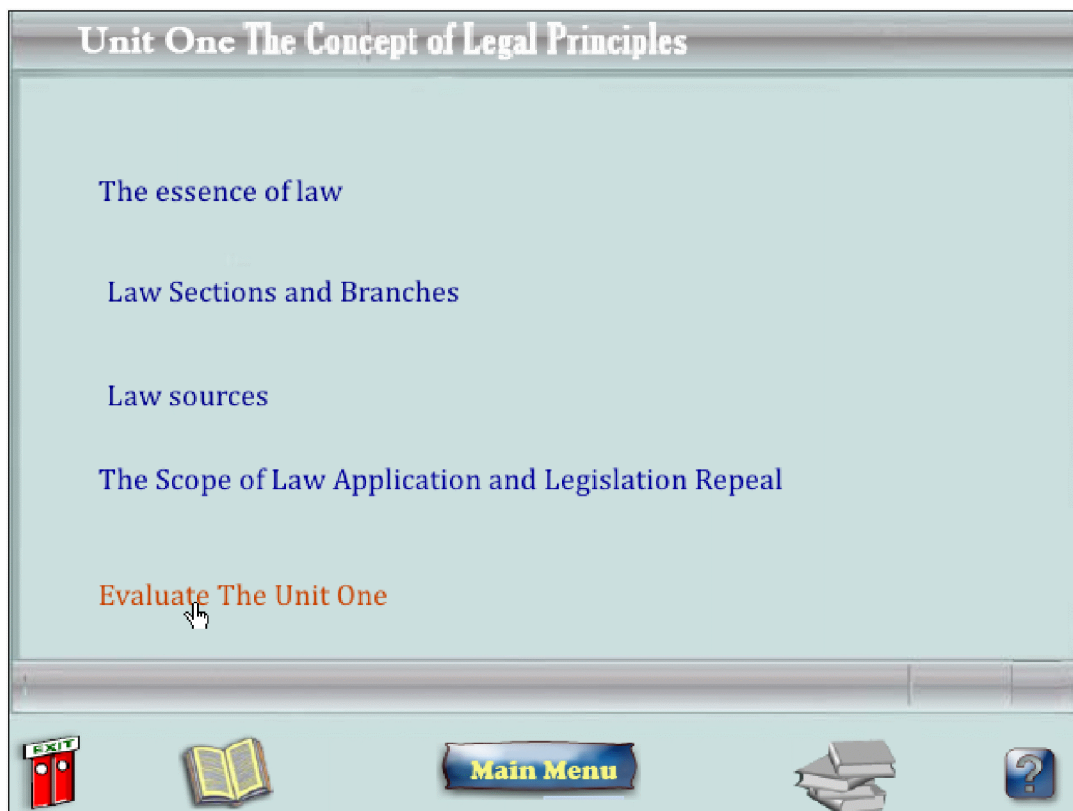 Unit One The Concept of Legal Principles
The essence of law
Law Sections and Branches
Law sources
The Scope of Law Application and Legislation Repeal
Evaluate The Unit One
EXIT
Main Menu
?